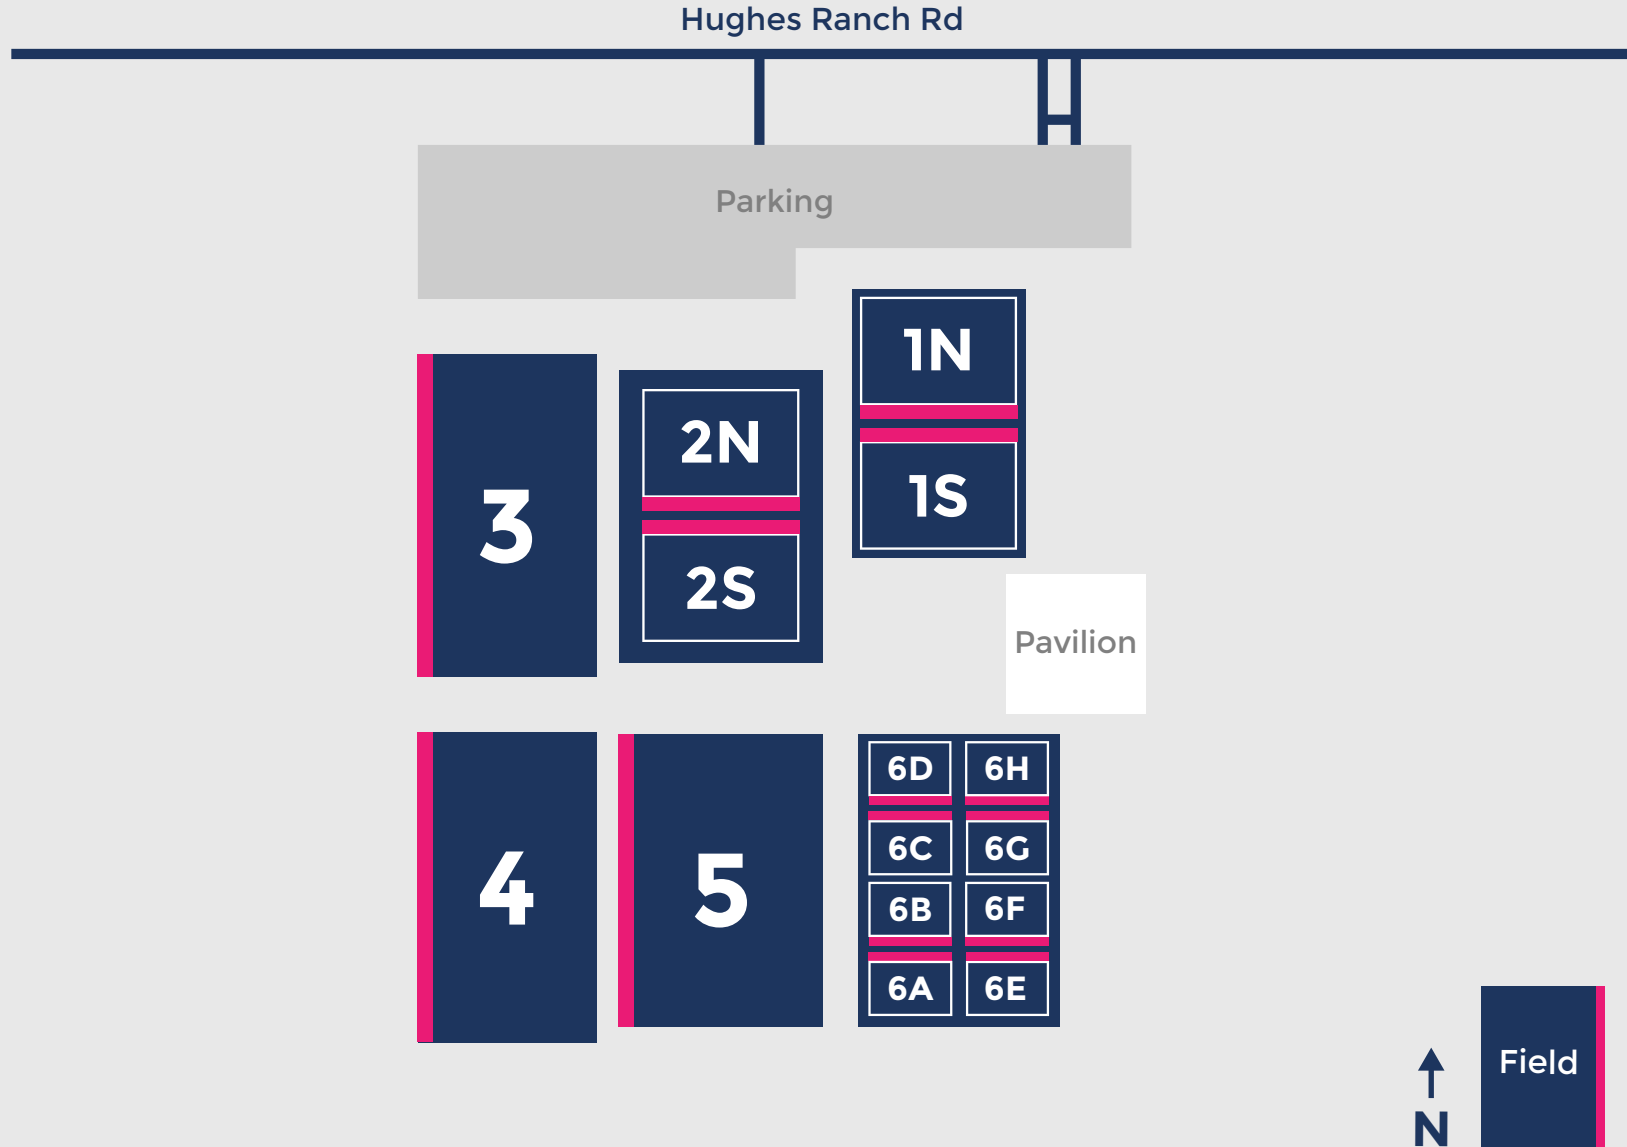 Hughes Ranch Rd
Parking
1N
1S
2N
2S
3
Pavilion
4
5
6D 6H
6C 6G
6B 6F
6A 6E
Field
N